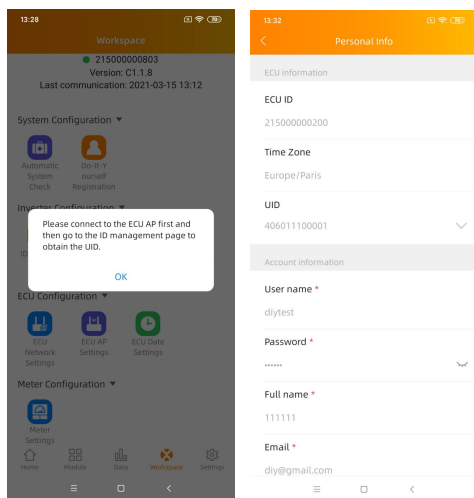 13:28
Workspace
215000000803
Version: C1.1.8
Last communication: 2021-03-15 13:12
System Configuration ▼
Automatic
System
Check
Do-It-Y
ourself
Registration
Inverter Configuration ▼
Please connect to the ECU AP first and
then go to the ID management page to
obtain the UID.
OK
ID
ECU Configuration ▼
ECU
Network
Settings
ECU AP
Settings
ECU Date
Settings
Meter Configuration ▼
Meter
Settings
Home
Module
Data
Workspace
Settings
13:32
Personal Info
ECU information
ECU ID
215000000200
Time Zone
Europe/Paris
UID
406011100001
Account information
User name *
diytest
Password *
······
Full name *
111111
Email *
diy@gmail.com